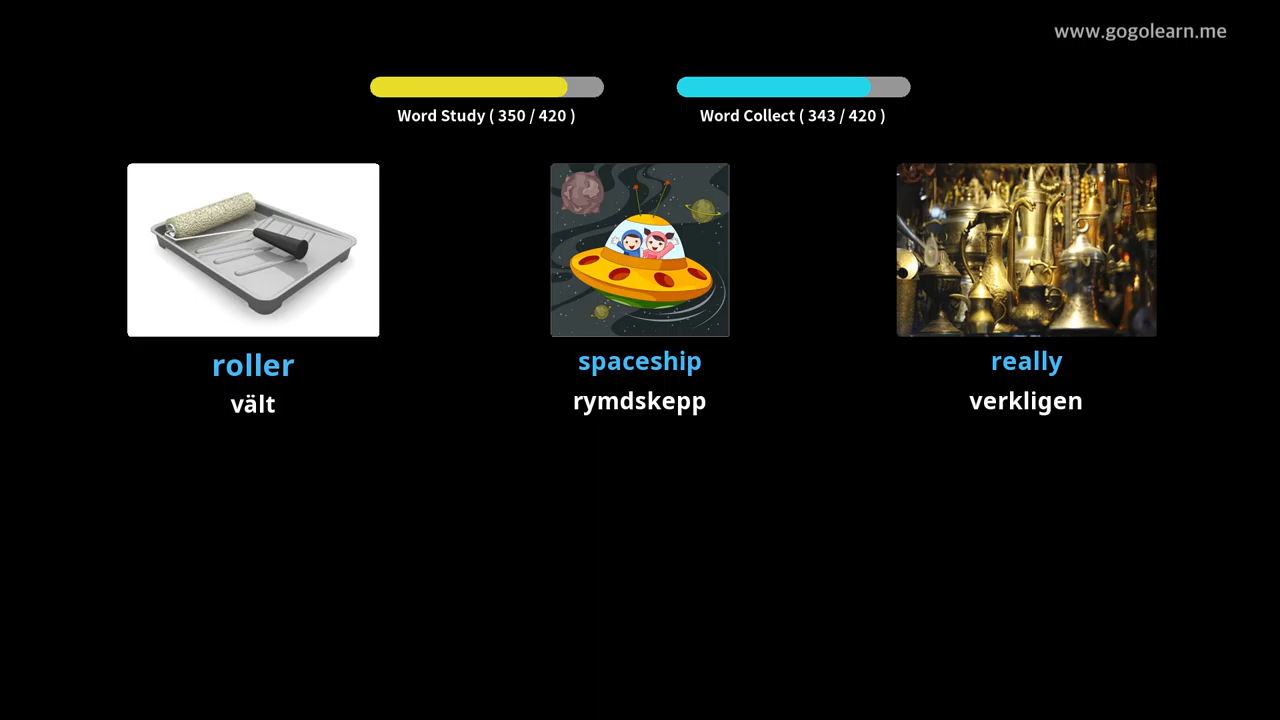 www.gogolearn.me
Word Study ( 350 / 420 )
Word Collect ( 343 / 420 )
roller
vält
spaceship
rymdskepp
really
verkligen